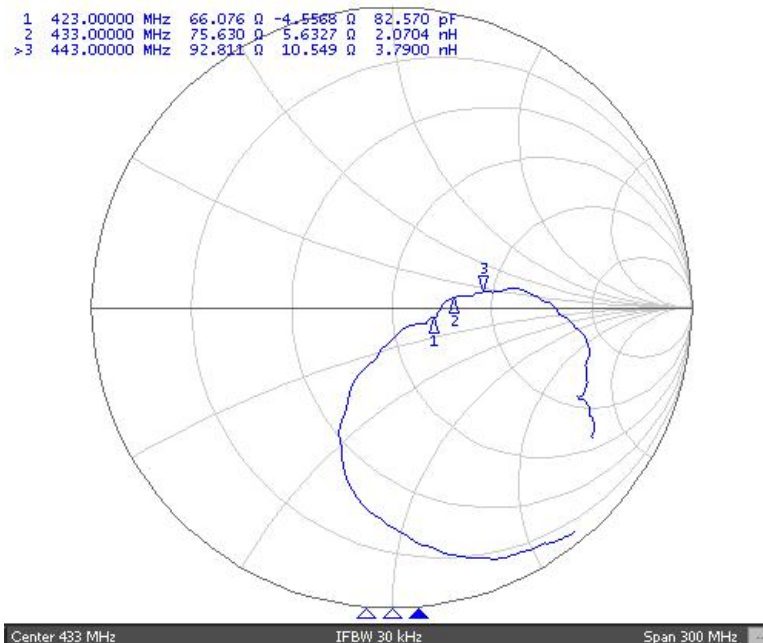 1 423.00000 MHz 66.076 Ω -4.5568 Ω 82.570 pF
2 433.00000 MHz 75.630 Ω 5.6327 Ω 2.0704 nH
>3 443.00000 MHz 92.811 Ω 10.549 Ω 3.7900 nH
3
2
1
Center 433 MHz IFBW 30 kHz Span 300 MHz